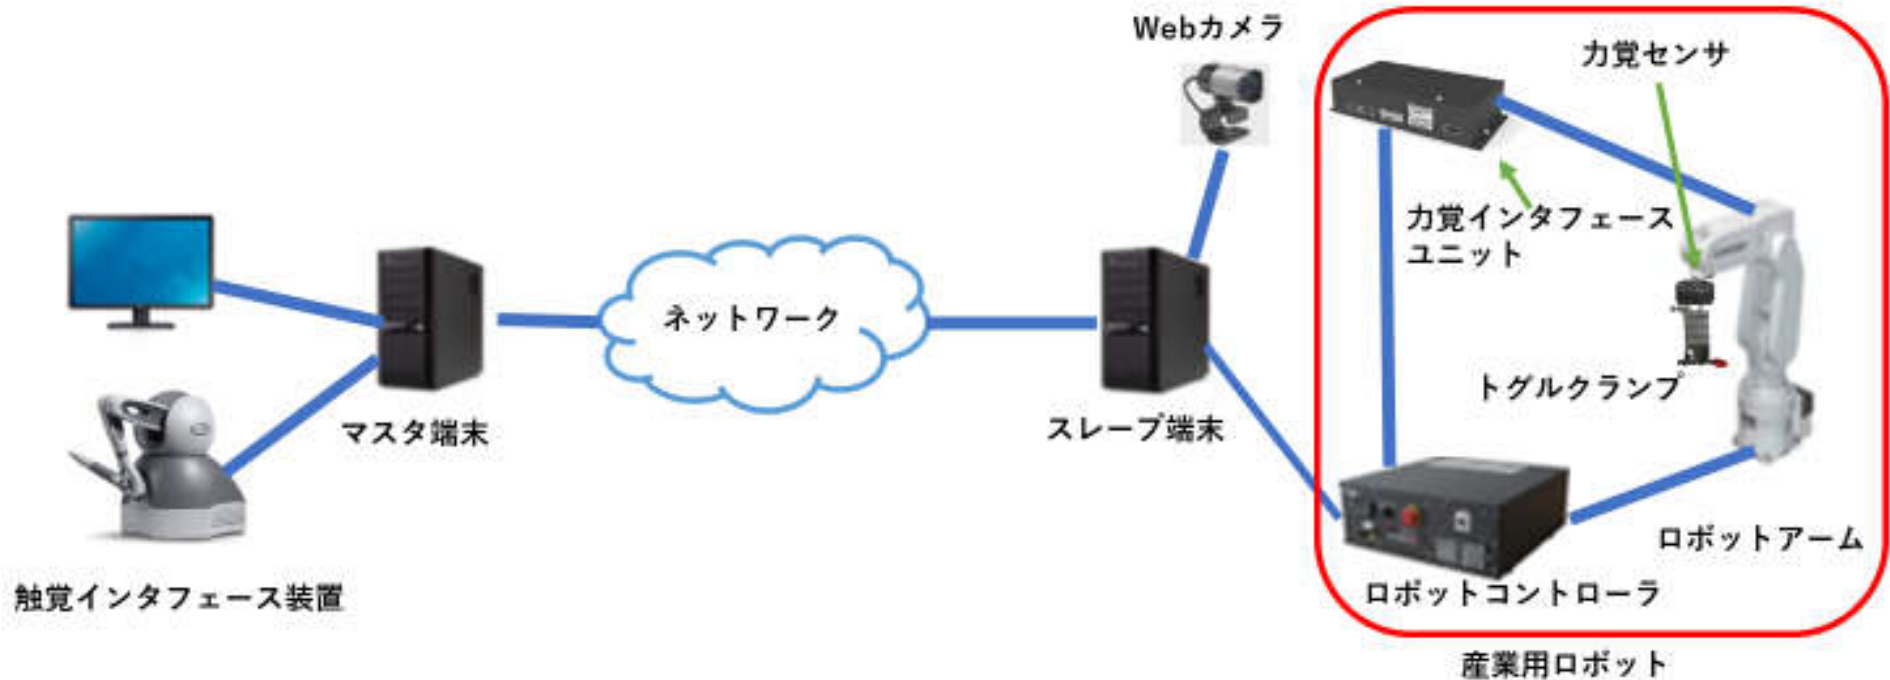 Webカメラ
力覚センサ
力覚インタフェース
ユニット
ネットワーク
トグルクランプ
マスタ端末
スレーブ端末
ロボットアーム
触覚インタフェース装置
ロボットコントローラ
産業用ロボット